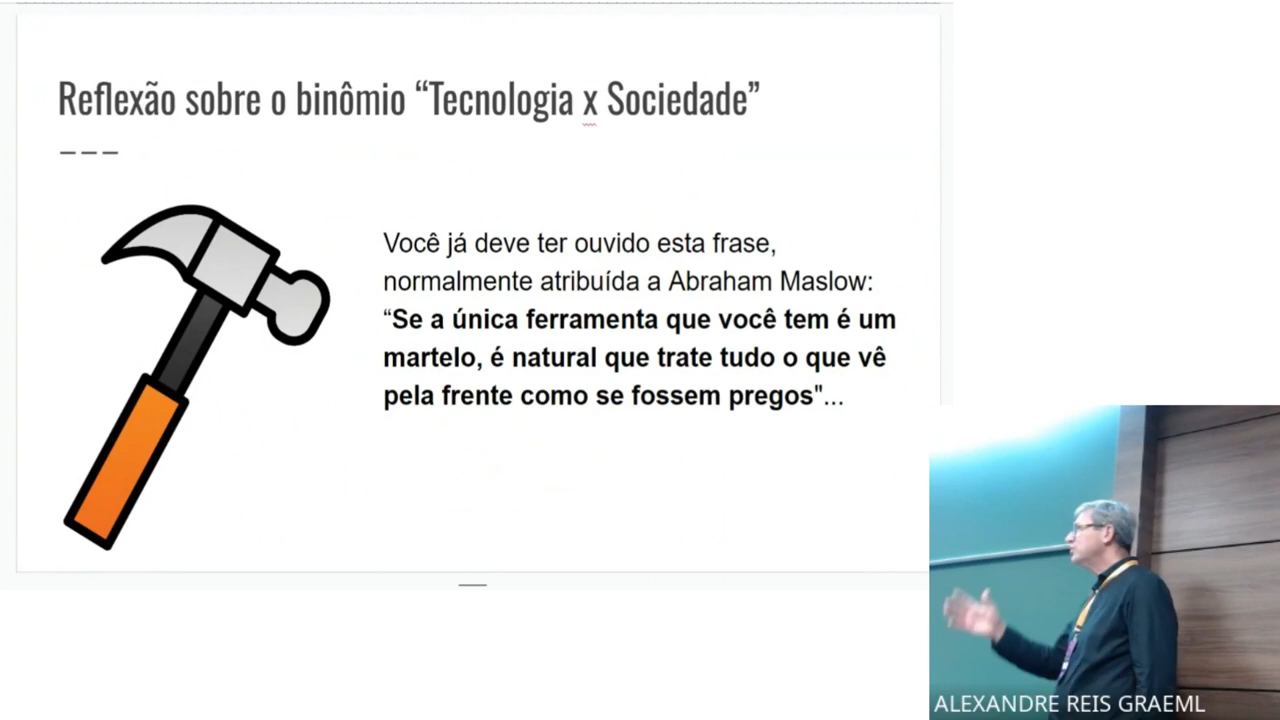 Reflexão sobre o binômio “Tecnologia x Sociedade”
Você já deve ter ouvido esta frase,
normalmente atribuída a Abraham Maslow:
“Se a única ferramenta que você tem é um
martelo, é natural que trate tudo o que vê
pela frente como se fossem pregos"...
ALEXANDRE REIS GRAEML